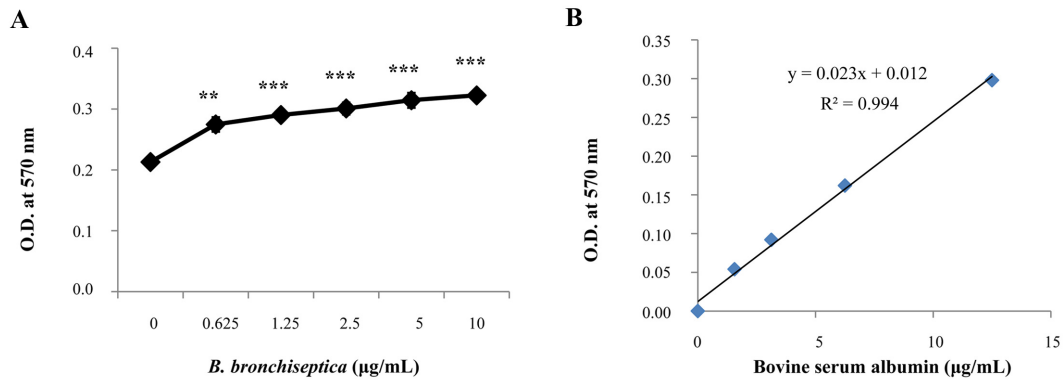 A
0.4
0.3
0.2
0.1
0.0
O.D. at 570 nm
**
***
***
***
***
0 0.625 1.25 2.5 5 10
B. bronchiseptica (µg/mL)
B
0.35
0.30
0.25
0.20
0.15
0.10
0.05
0.00
O.D. at 570 nm
y = 0.023x + 0.012
R² = 0.994
0 5 10 15
Bovine serum albumin (µg/mL)